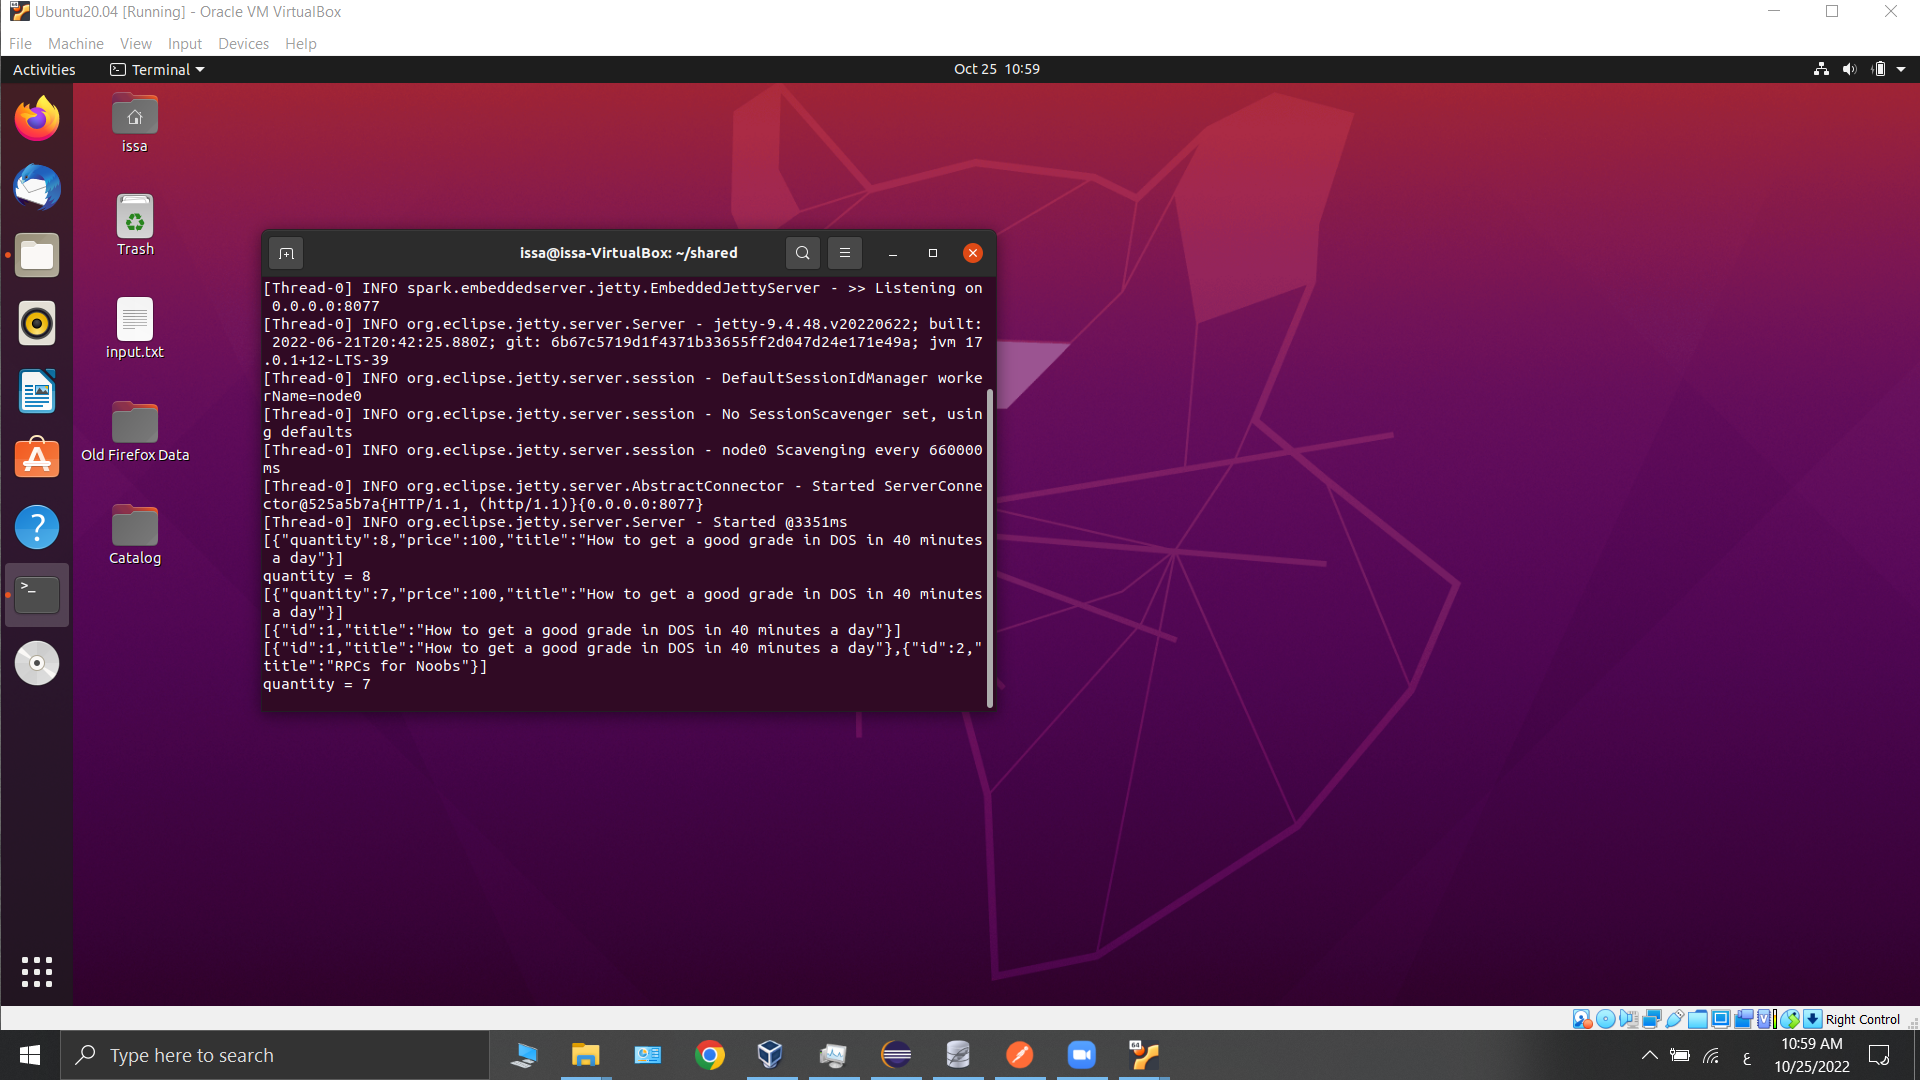 Ubuntu20.04 [Running] - Oracle VM VirtualBox
File Machine View Input Devices Help
Activities Terminal Oct 25 10:59
issa
Trash
input.txt
Old Firefox Data
Catalog
issa@issa-VirtualBox: ~/shared
[Thread-0] INFO spark.embeddedserver.jetty.EmbeddedJettyServer - >> Listening on
0.0.0.0:8077
[Thread-0] INFO org.eclipse.jetty.server.Server - jetty-9.4.48.v20220622; built:
2022-06-21T20:42:25.880Z; git: 6b67c5719d1f4371b33655ff2d047d24e171e49a; jvm 17
.0.1+12-LTS-39
[Thread-0] INFO org.eclipse.jetty.server.session - DefaultSessionIdManager worke
rName=node0
[Thread-0] INFO org.eclipse.jetty.server.session - No SessionScavenger set, usin
g defaults
[Thread-0] INFO org.eclipse.jetty.server.session - node0 Scavenging every 660000
ms
[Thread-0] INFO org.eclipse.jetty.server.AbstractConnector - Started ServerConne
ctor@525a5b7a{HTTP/1.1, (http/1.1)}{0.0.0.0:8077}
[Thread-0] INFO org.eclipse.jetty.server.Server - Started @3351ms
[{"quantity":8,"price":100,"title":"How to get a good grade in DOS in 40 minutes
a day"}]
quantity = 8
[{"quantity":7,"price":100,"title":"How to get a good grade in DOS in 40 minutes
a day"}]
[{"id":1,"title":"How to get a good grade in DOS in 40 minutes a day"}]
[{"id":1,"title":"How to get a good grade in DOS in 40 minutes a day"},{"id":2,"
title":"RPCs for Noobs"}]
quantity = 7
Right Control
Type here to search
ع
10:59 AM
10/25/2022